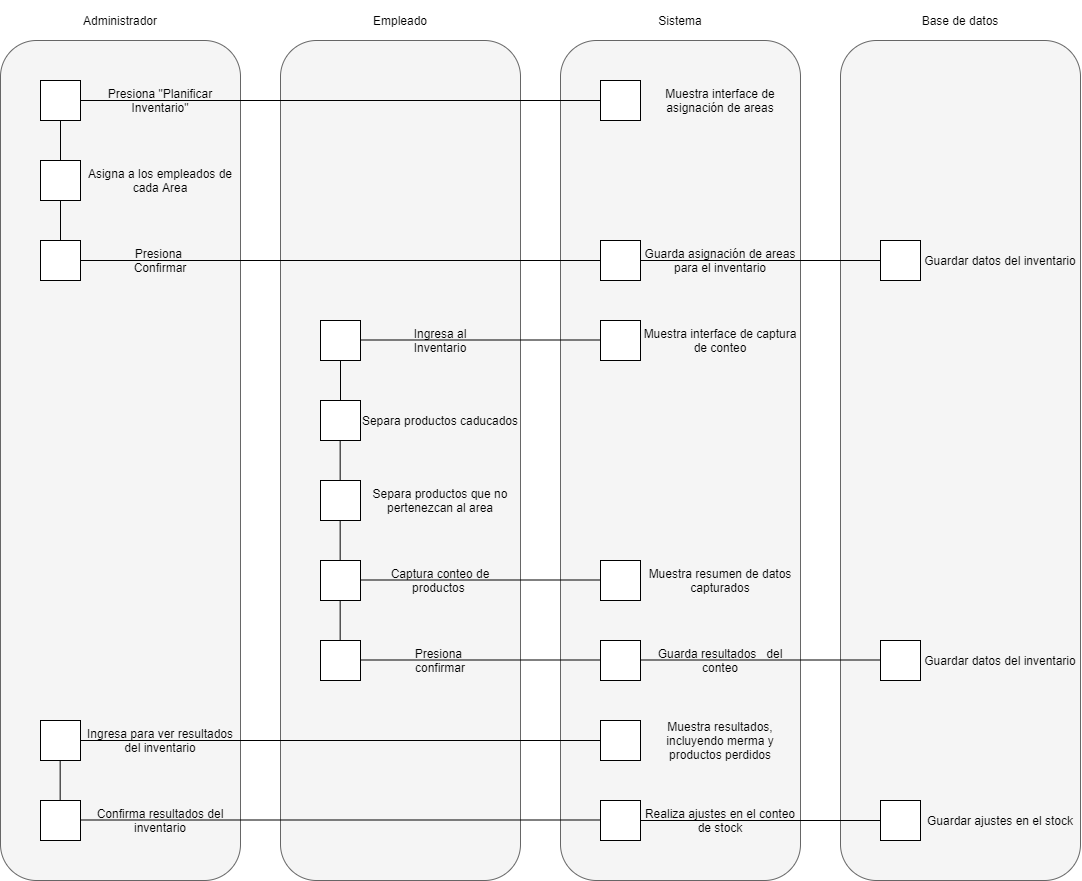 Administrador
Empleado
Sistema
Base de datos
Presiona "Planificar
Inventario"
Muestra interface de
asignación de areas
Asigna a los empleados de
cada Area
Presiona
Confirmar
Guarda asignación de areas
para el inventario
Guardar datos del inventario
Ingresa al
Inventario
Muestra interface de captura
de conteo
Separa productos caducados
Separa productos que no
pertenezcan al area
Captura conteo de
productos
Muestra resumen de datos
capturados
Presiona
confirmar
Guarda resultados del
conteo
Guardar datos del inventario
Ingresa para ver resultados
del inventario
Muestra resultados,
incluyendo merma y
productos perdidos
Confirma resultados del
inventario
Realiza ajustes en el conteo
de stock
Guardar ajustes en el stock